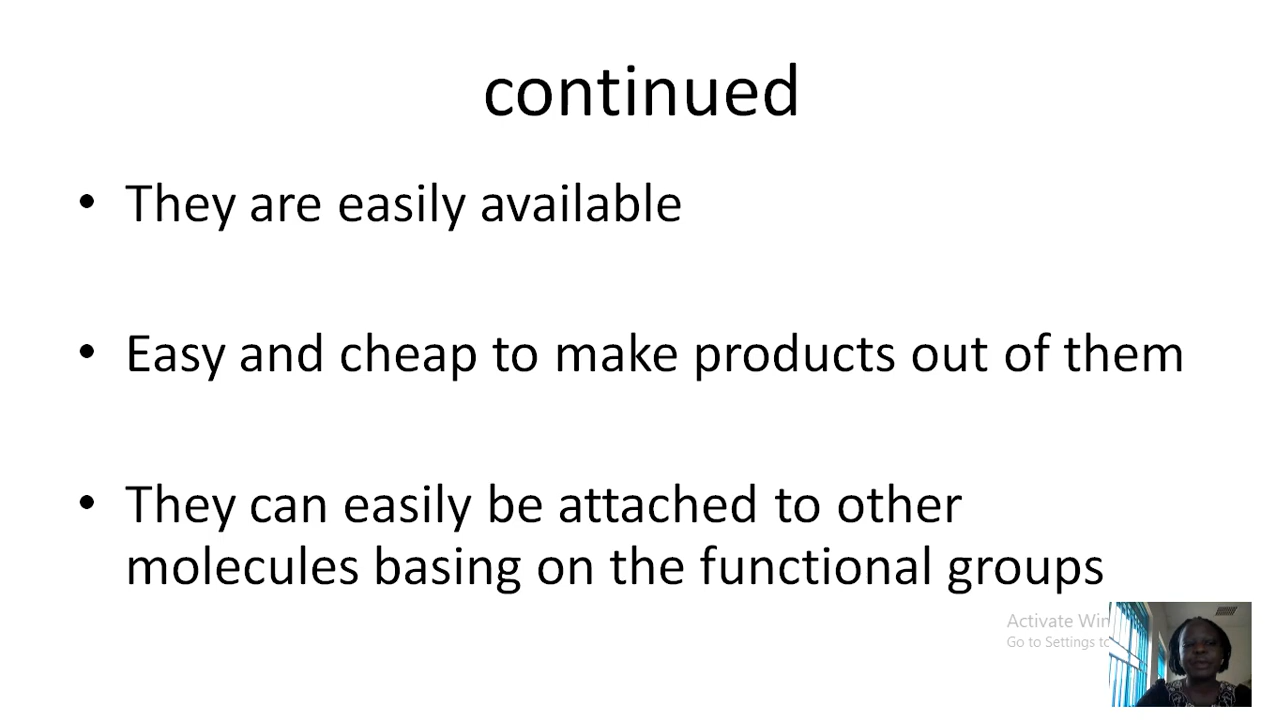 continued
• They are easily available
• Easy and cheap to make products out of them
• They can easily be attached to other
molecules basing on the functional groups
Activate Win
Go to Settings to